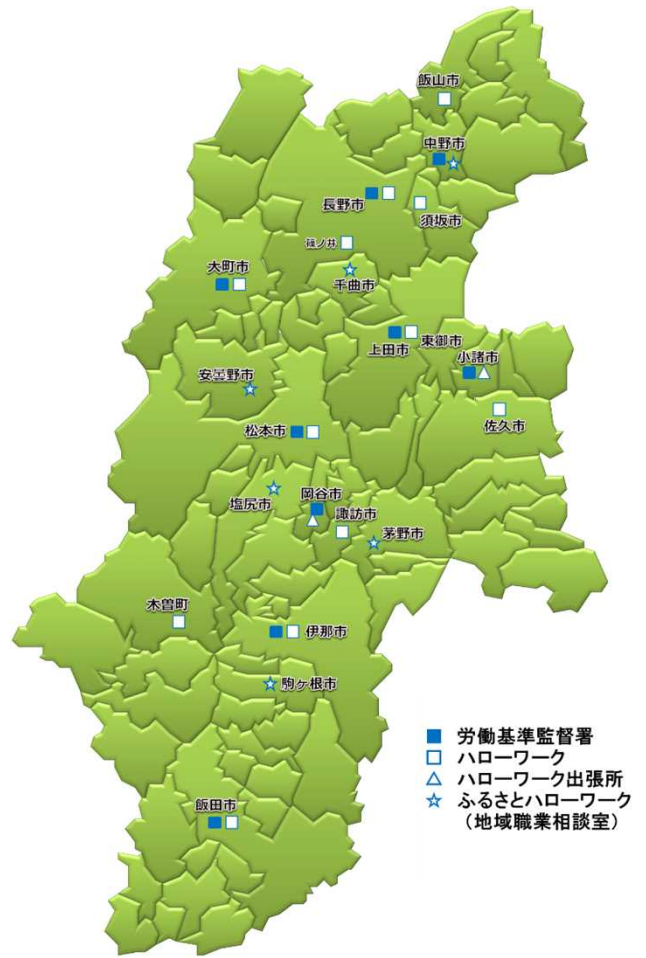 飯山市
中野市
長野市
須坂市
篠ノ井
大町市
千曲市
上田市
東御市
小諸市
安曇野市
佐久市
松本市
塩尻市
岡谷市
諏訪市
茅野市
木曽町
伊那市
駒ヶ根市
飯田市
労働基準監督署
ハローワーク
ハローワーク出張所
ふるさとハローワーク
（地域職業相談室）